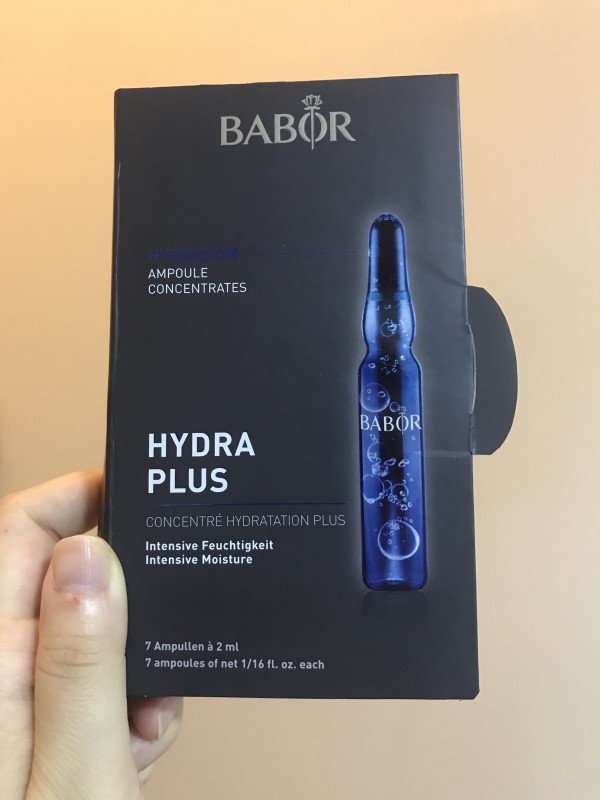 BABOR
HYDRATION
AMPOULE
CONCENTRATES
BABOR
HYDRA
PLUS
CONCENTRÉ HYDRATATION PLUS
Intensive Feuchtigkeit
Intensive Moisture
7 Ampullen à 2 ml
7 ampoules of net 1/16 fl. oz. each